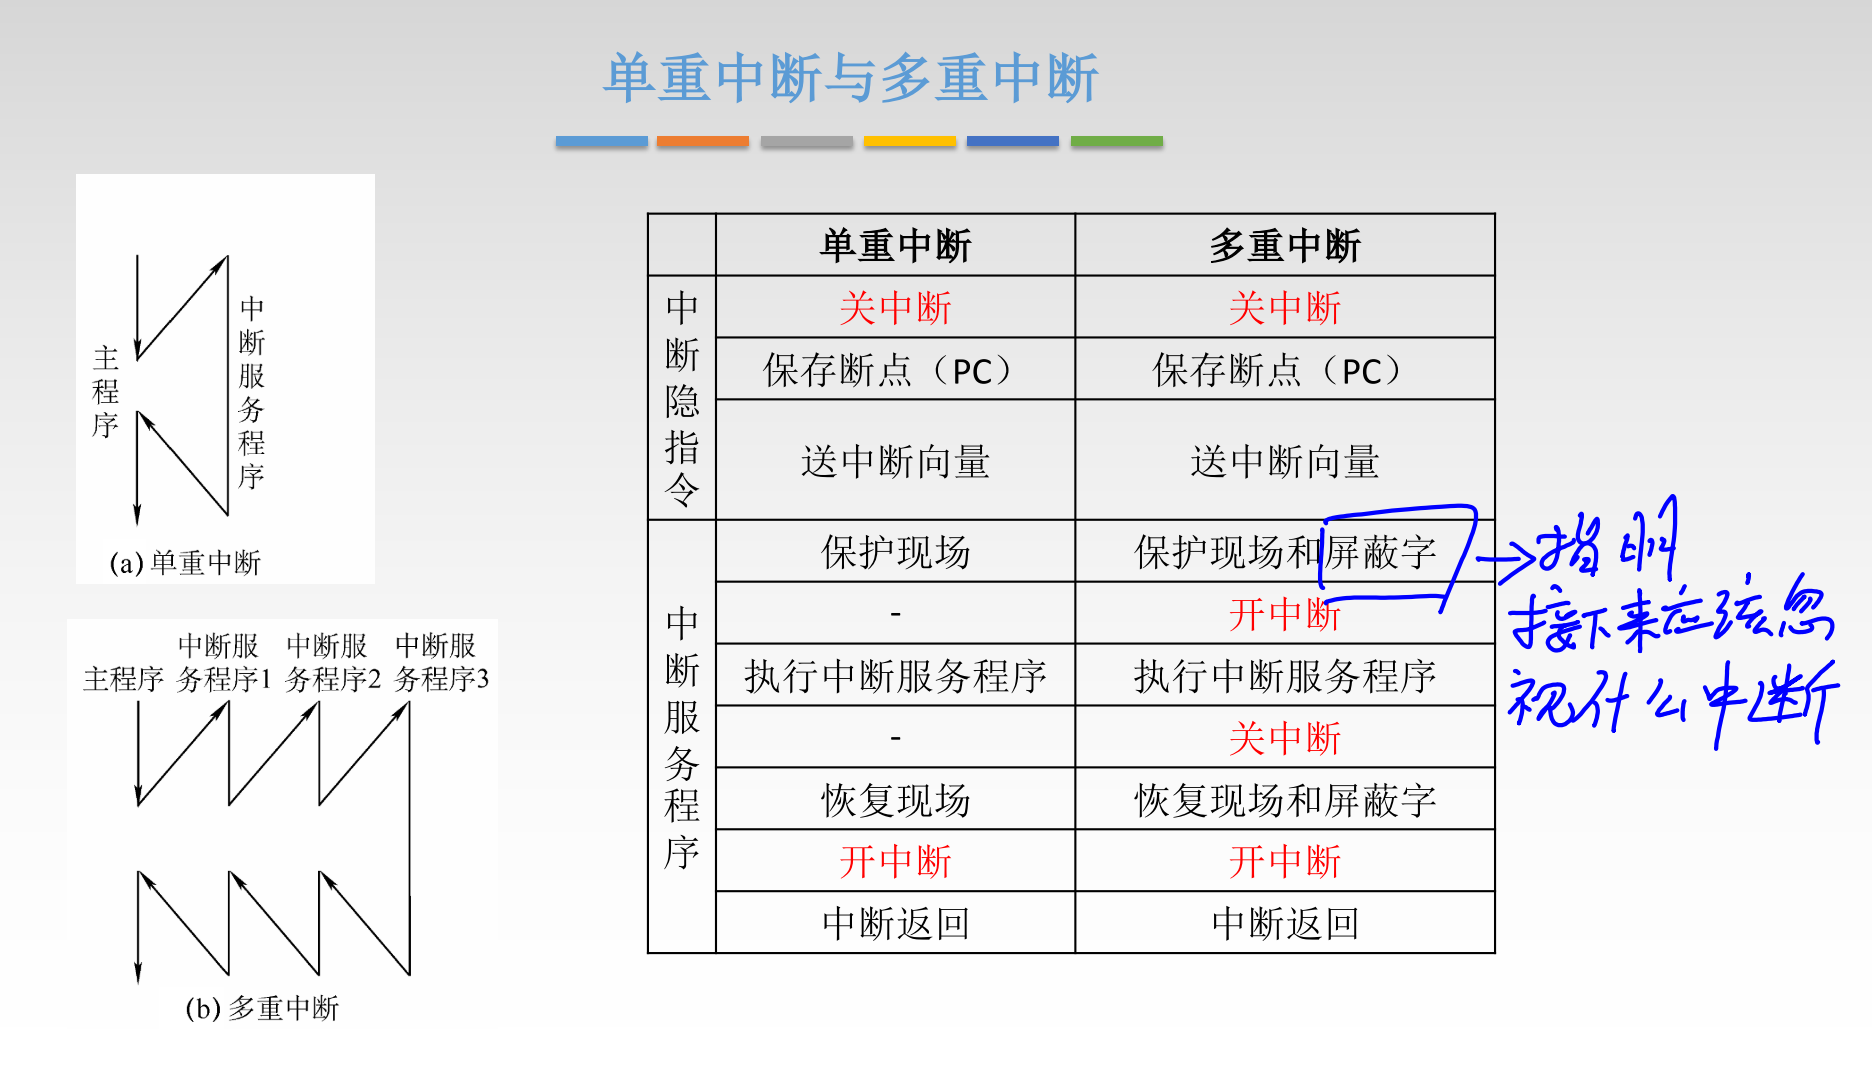 单重中断与多重中断
主程序
中断服务程序
(a)单重中断
主程序
中断服务程序1
中断服务程序2
中断服务程序3
(b)多重中断
单重中断 多重中断
中断隐指令
关中断 关中断
保存断点（PC） 保存断点（PC）
送中断向量 送中断向量
中断服务程序
保护现场 保护现场和屏蔽字
- 开中断
执行中断服务程序 执行中断服务程序
- 关中断
恢复现场 恢复现场和屏蔽字
开中断 开中断
中断返回 中断返回
指明
接下来应该忽
视什么中断